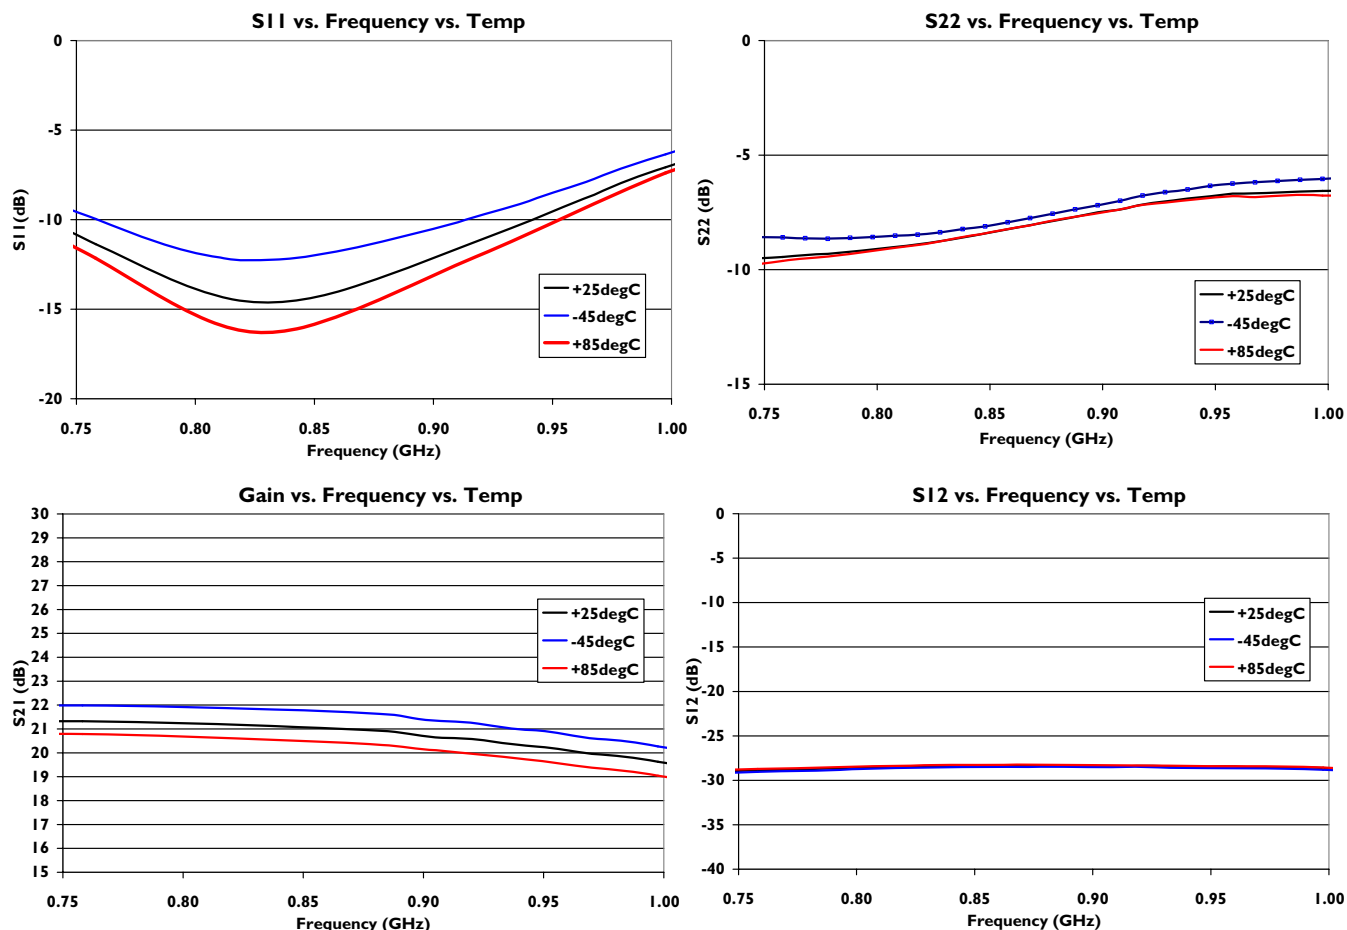 S11 vs. Frequency vs. Temp
0
-5
-10
-15
-20
S11(dB)
0.75 0.80 0.85 0.90 0.95 1.00
Frequency (GHz)
+25degC
-45degC
+85degC
S22 vs. Frequency vs. Temp
0
-5
-10
-15
S22 (dB)
0.75 0.80 0.85 0.90 0.95 1.00
Frequency (GHz)
+25degC
-45degC
+85degC
Gain vs. Frequency vs. Temp
30
29
28
27
26
25
24
23
22
21
20
19
18
17
16
15
S21 (dB)
0.75 0.80 0.85 0.90 0.95 1.00
Frequency (GHz)
+25degC
-45degC
+85degC
S12 vs. Frequency vs. Temp
0
-5
-10
-15
-20
-25
-30
-35
-40
S12 (dB)
0.75 0.80 0.85 0.90 0.95 1.00
Frequency (GHz)
+25degC
-45degC
+85degC